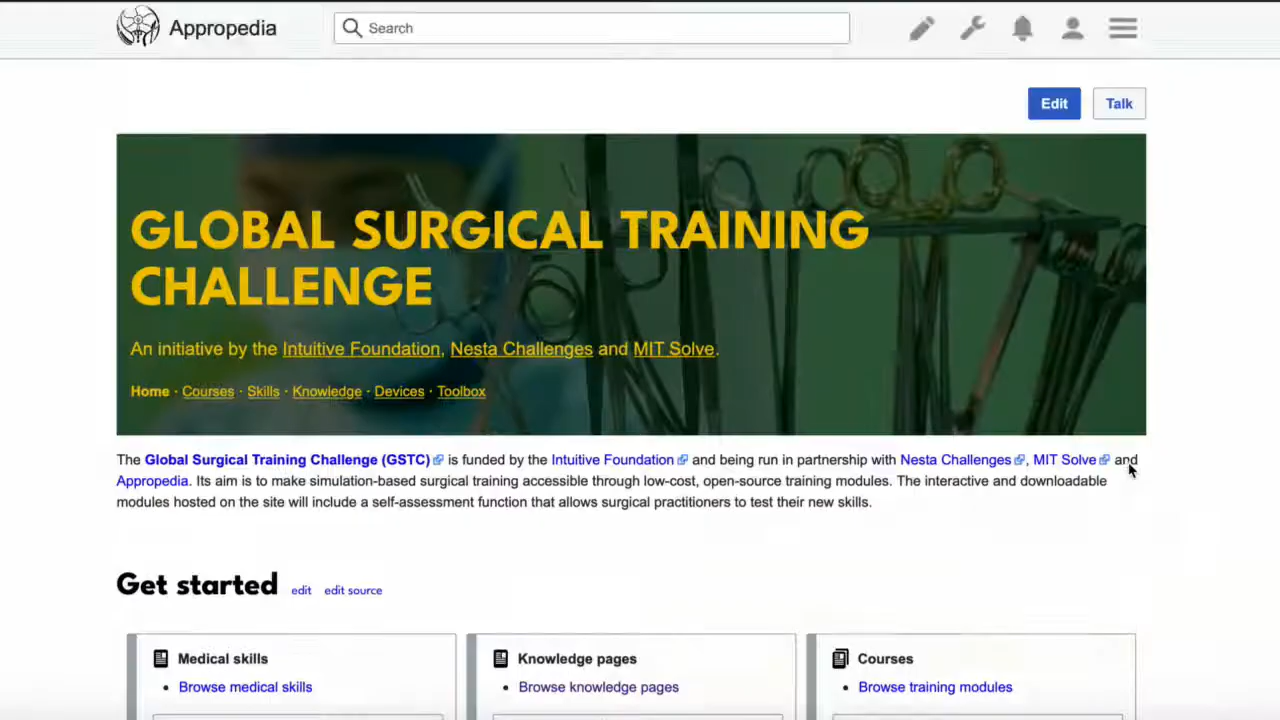 Appropedia
Search
Edit
Talk
GLOBAL SURGICAL TRAINING
CHALLENGE
An initiative by the Intuitive Foundation, Nesta Challenges and MIT Solve.
Home · Courses · Skills · Knowledge · Devices · Toolbox
The Global Surgical Training Challenge (GSTC) is funded by the Intuitive Foundation and being run in partnership with Nesta Challenges, MIT Solve and
Appropedia. Its aim is to make simulation-based surgical training accessible through low-cost, open-source training modules. The interactive and downloadable
modules hosted on the site will include a self-assessment function that allows surgical practitioners to test their new skills.
Get started edit edit source
Medical skills
• Browse medical skills
Knowledge pages
• Browse knowledge pages
Courses
• Browse training modules